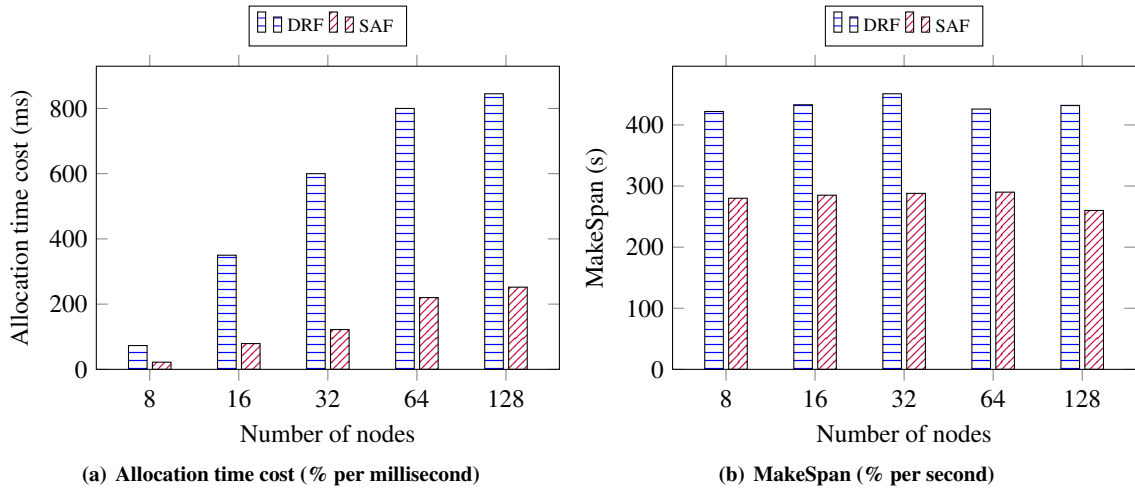 DRF SAF
800
600
400
200
0
8 16 32 64 128
Allocation time cost (ms)
Number of nodes
(a) Allocation time cost (% per millisecond)
DRF SAF
400
300
200
100
0
8 16 32 64 128
MakeSpan (s)
Number of nodes
(b) MakeSpan (% per second)